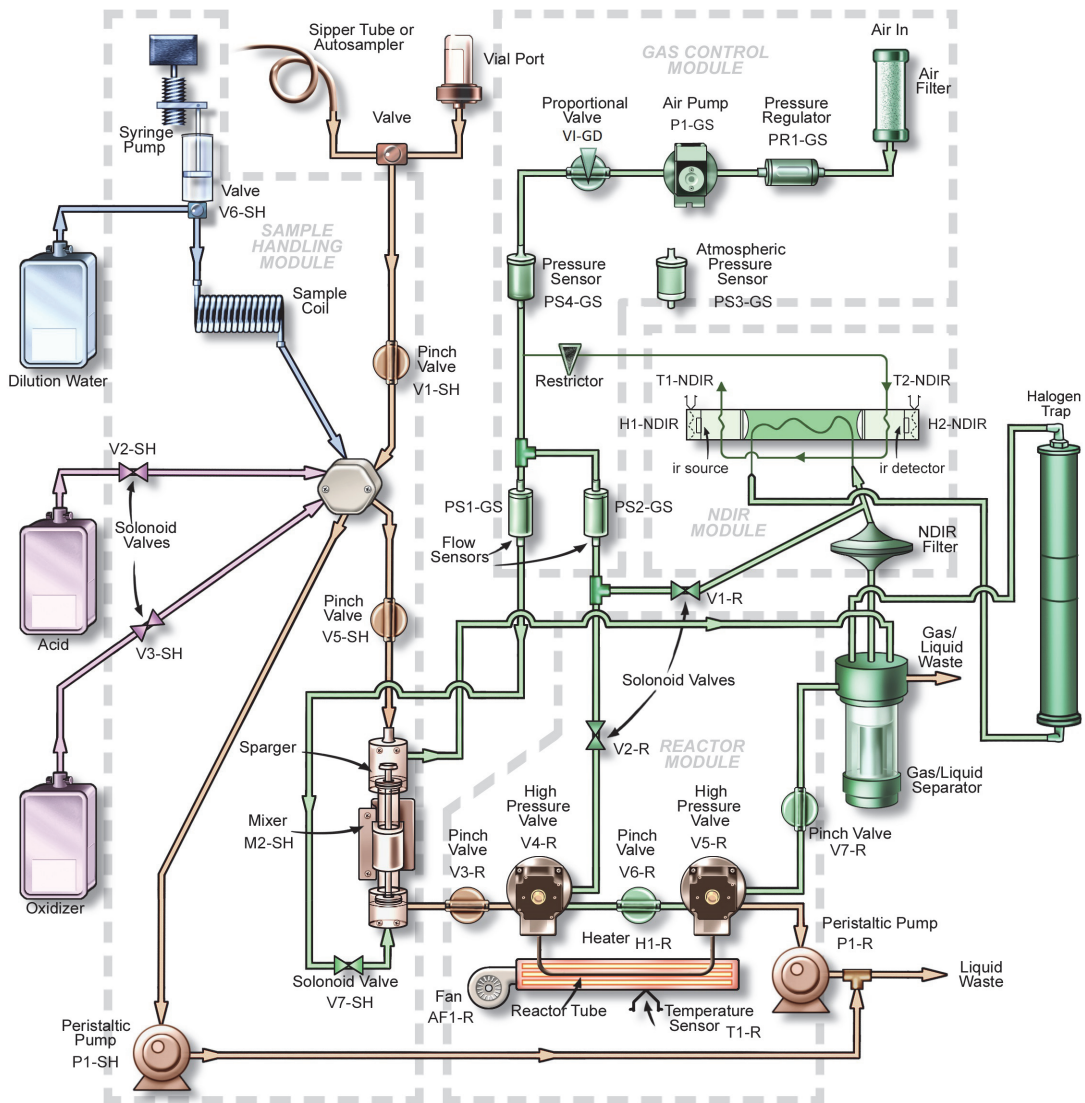 Sipper Tube or
Autosampler
Vial Port
Valve
Syringe
Pump
Valve
V6-SH
SAMPLE
HANDLING
MODULE
Sample
Coil
Dilution Water
Pinch
Valve
V1-SH
V2-SH
Solonoid
Valves
Acid
V3-SH
Oxidizer
Pinch
Valve
V5-SH
Sparger
Mixer
M2-SH
Solonoid Valve
V7-SH
Peristaltic
Pump
P1-SH
GAS CONTROL
MODULE
Air In
Air
Filter
Proportional
Valve
VI-GD
Air Pump
P1-GS
Pressure
Regulator
PR1-GS
Pressure
Sensor
PS4-GS
Atmospheric
Pressure
Sensor
PS3-GS
Restrictor
T1-NDIR
T2-NDIR
H1-NDIR
H2-NDIR
ir source
ir detector
Halogen
Trap
PS1-GS
PS2-GS
Flow
Sensors
NDIR
MODULE
NDIR
Filter
V1-R
Solonoid Valves
V2-R
Gas/
Liquid
Waste
Gas/Liquid
Separator
REACTOR
MODULE
Pinch
Valve
V3-R
High
Pressure
Valve
V4-R
Pinch
Valve
V6-R
High
Pressure
Valve
V5-R
Pinch Valve
V7-R
Heater H1-R
Fan
AF1-R
Reactor Tube
Temperature
Sensor T1-R
Peristaltic Pump
P1-R
Liquid
Waste